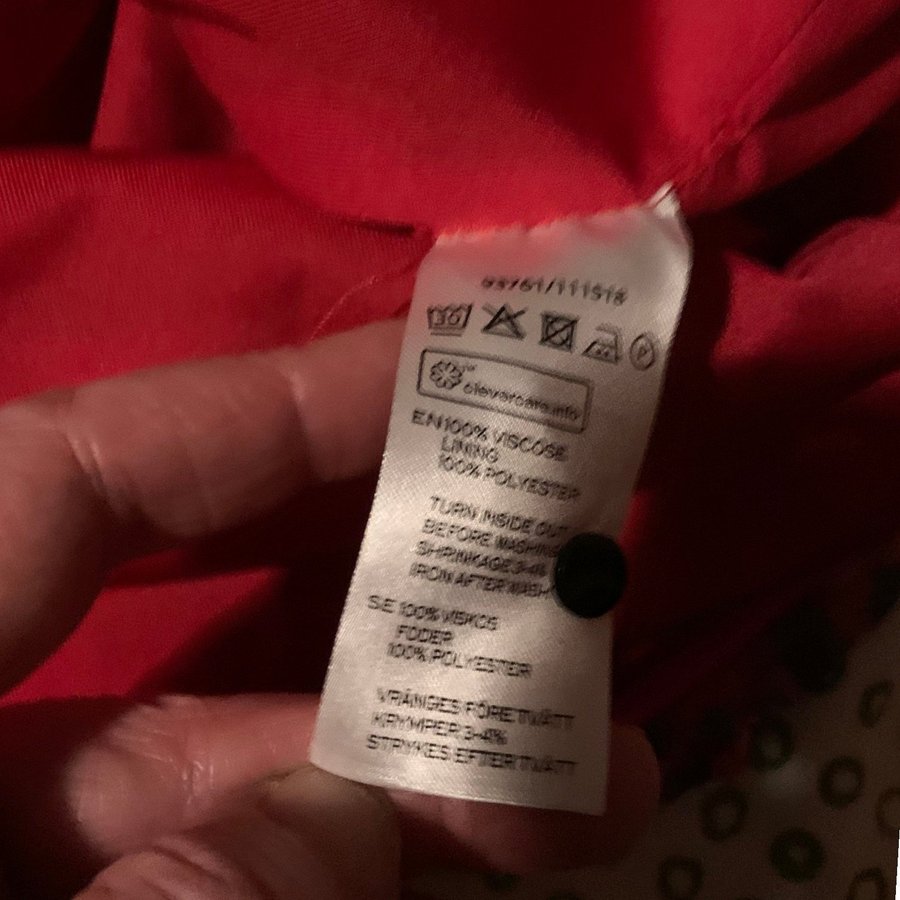 30
P
clevercare.info
EN 100% VISCOSE
LINING
100% POLYESTER
TURN INSIDE OUT
BEFORE WASHING
SHRINKAGE 3-4%
IRON AFTER WASH
SE 100% VISKOS
FODER
100% POLYESTER
VRÄNGES FÖRE TVÄTT
KRYMPER 3-4%
STRYKES EFTER TVÄTT